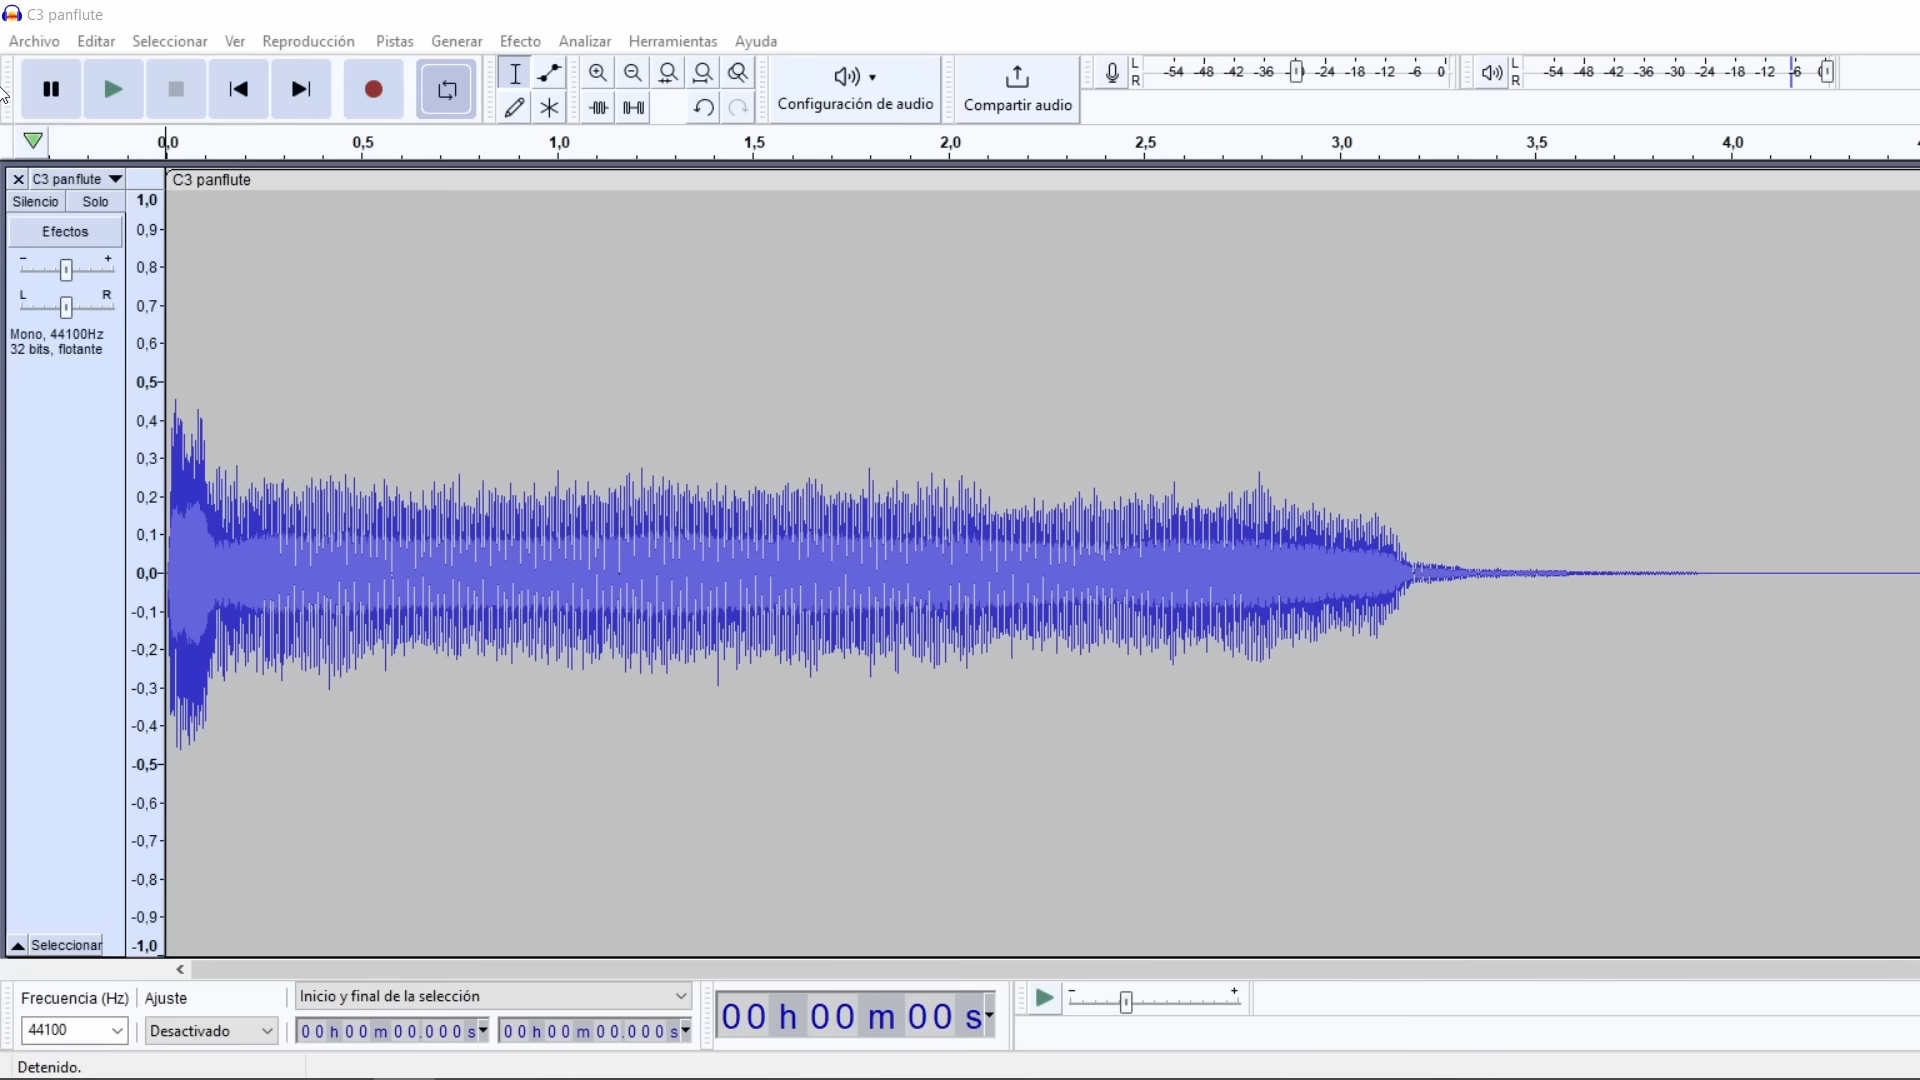 C3 panflute
Archivo Editar Seleccionar Ver Reproducción Pistas Generar Efecto Analizar Herramientas Ayuda
Configuración de audio
Compartir audio
L R -54 -48 -42 -36 -24 -18 -12 -6 0
L R -54 -48 -42 -36 -30 -24 -18 -12 -6
0,0 0,5 1,0 1,5 2,0 2,5 3,0 3,5 4,0
C3 panflute
C3 panflute
Silencio Solo
Efectos
- +
L R
Mono, 44100Hz
32 bits, flotante
Seleccionar
1,0
0,9
0,8
0,7
0,6
0,5
0,4
0,3
0,2
0,1
0,0
-0,1
-0,2
-0,3
-0,4
-0,5
-0,6
-0,7
-0,8
-0,9
-1,0
Frecuencia (Hz) Ajuste Inicio y final de la selección
44100 Desactivado 00 h 00 m 00.000 s 00 h 00 m 00.000 s
00 h 00 m 00 s
- +
Detenido.